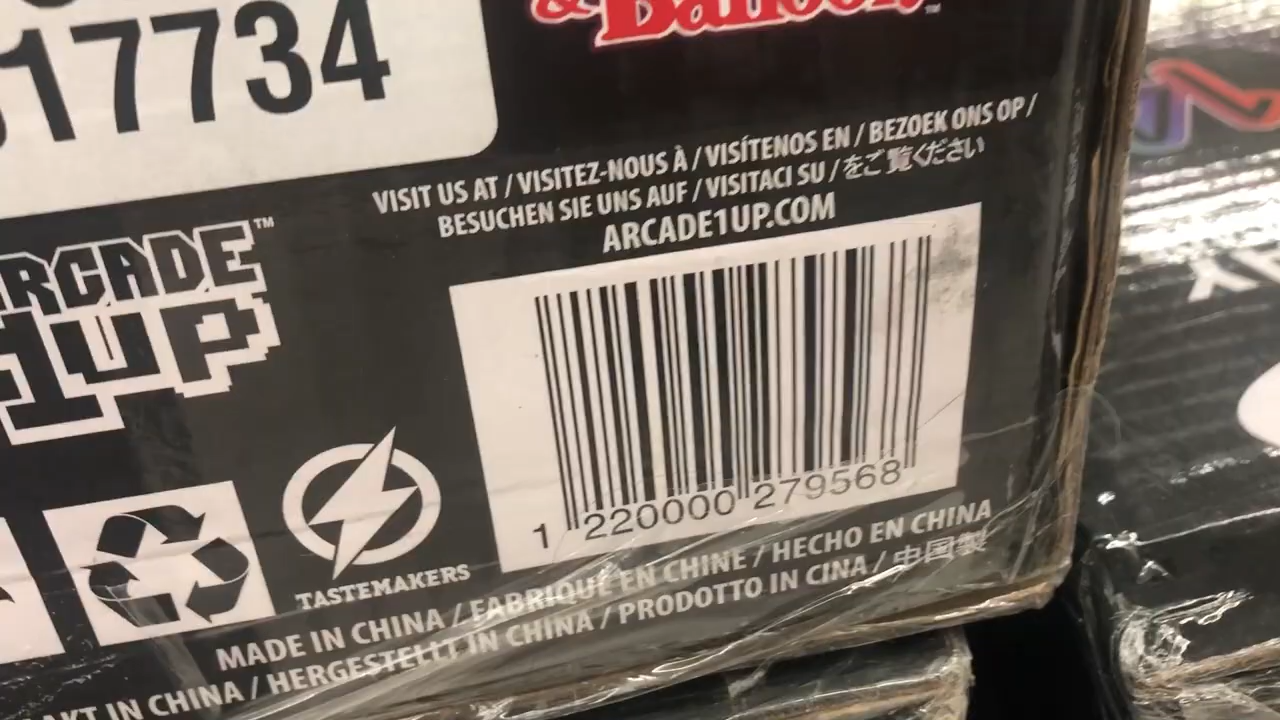 17734
VISIT US AT / VISITEZ-NOUS À / VISÍTENOS EN / BEZOEK ONS OP /
BESUCHEN SIE UNS AUF / VISITACI SU / をご覧ください
ARCADE1UP.COM
ARCADE™
1UP
1 220000 279568
TASTEMAKERS
MADE IN CHINA / FABRIQUÉ EN CHINE / HECHO EN CHINA
IN CHINA / HERGESTELLT IN CHINA / PRODOTTO IN CINA / 中国製